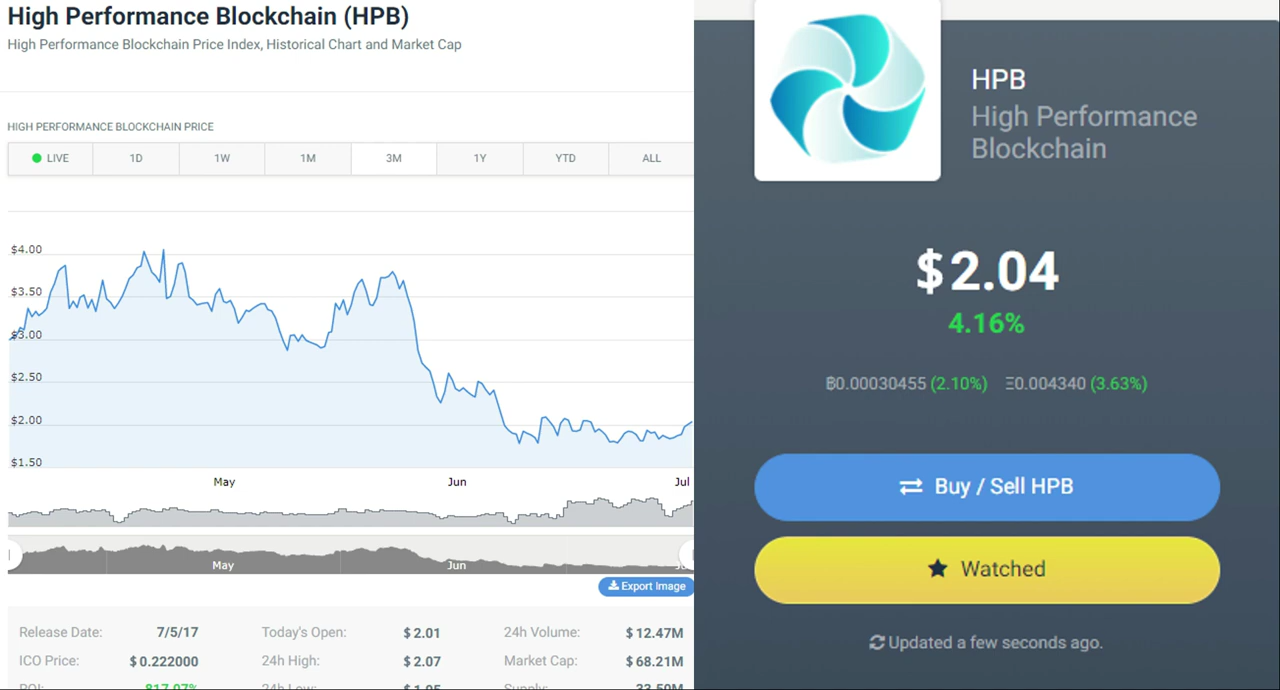 High Performance Blockchain (HPB)
High Performance Blockchain Price Index, Historical Chart and Market Cap
HIGH PERFORMANCE BLOCKCHAIN PRICE
LIVE 1D 1W 1M 3M 1Y YTD ALL
$4.00
$3.50
$3.00
$2.50
$2.00
$1.50
May Jun Jul
May Jun
Export Image
Release Date: 7/5/17 Today's Open: $ 2.01 24h Volume: $ 12.47M
ICO Price: $ 0.222000 24h High: $ 2.07 Market Cap: $ 68.21M
HPB
High Performance
Blockchain
$2.04
4.16%
฿0.00030455 (2.10%) Ξ0.004340 (3.63%)
Buy / Sell HPB
Watched
Updated a few seconds ago.